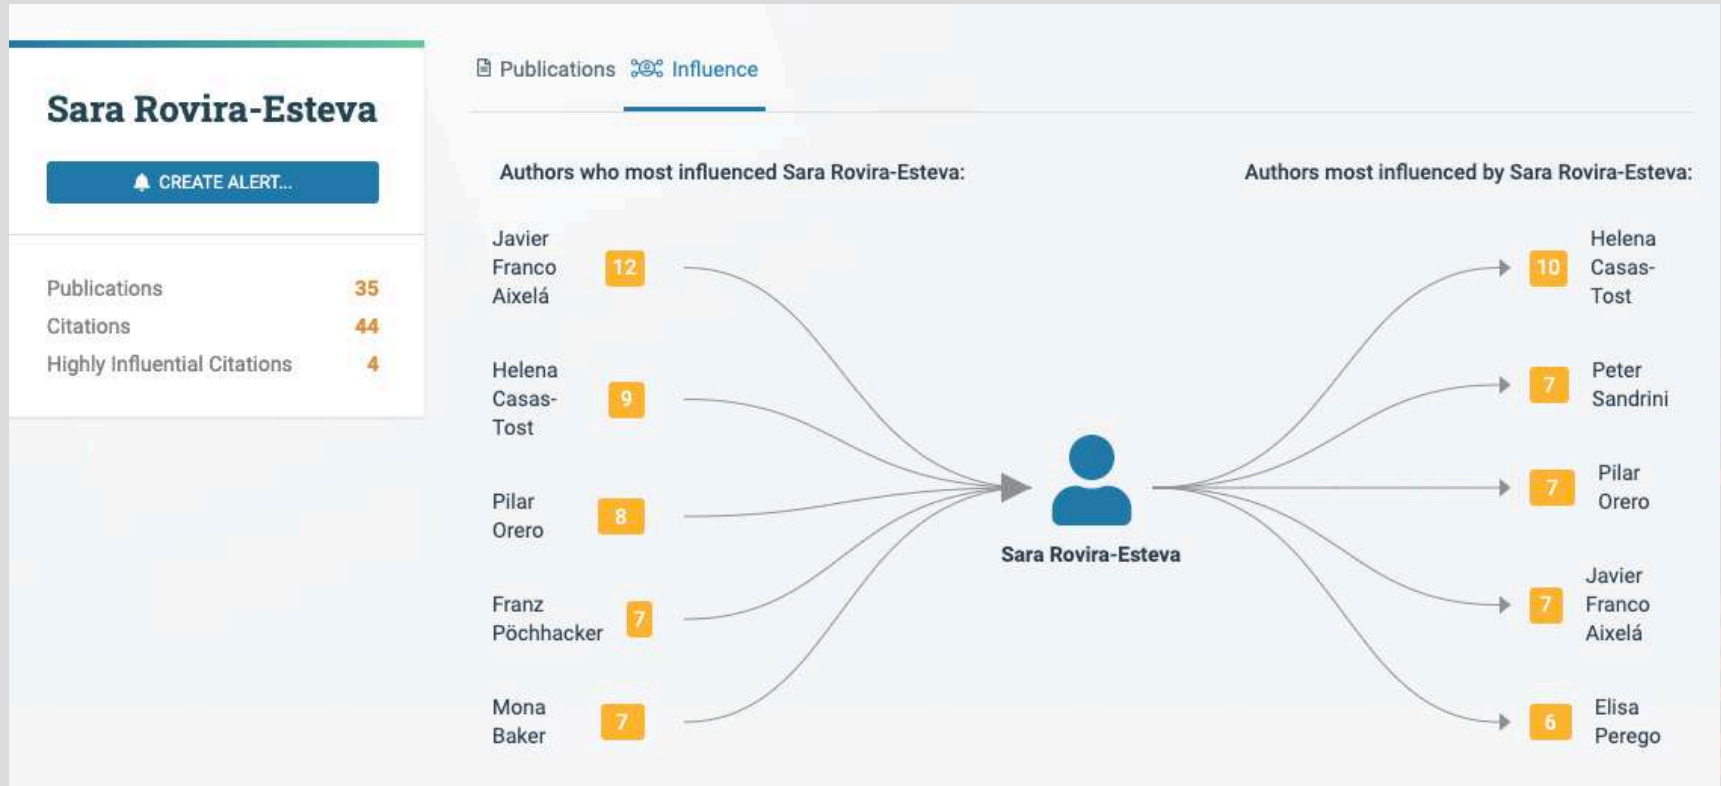 Sara Rovira-Esteva
CREATE ALERT...
Publications 35
Citations 44
Highly Influential Citations 4
Publications Influence
Authors who most influenced Sara Rovira-Esteva:
Javier
Franco 12
Aixelá
Helena
Casas- 9
Tost
Pilar
Orero 8
Franz
Pöchhacker 7
Mona
Baker 7
Sara Rovira-Esteva
Authors most influenced by Sara Rovira-Esteva:
Helena
10 Casas-
Tost
Peter
7 Sandrini
Pilar
7 Orero
Javier
7 Franco
Aixelá
Elisa
6 Perego